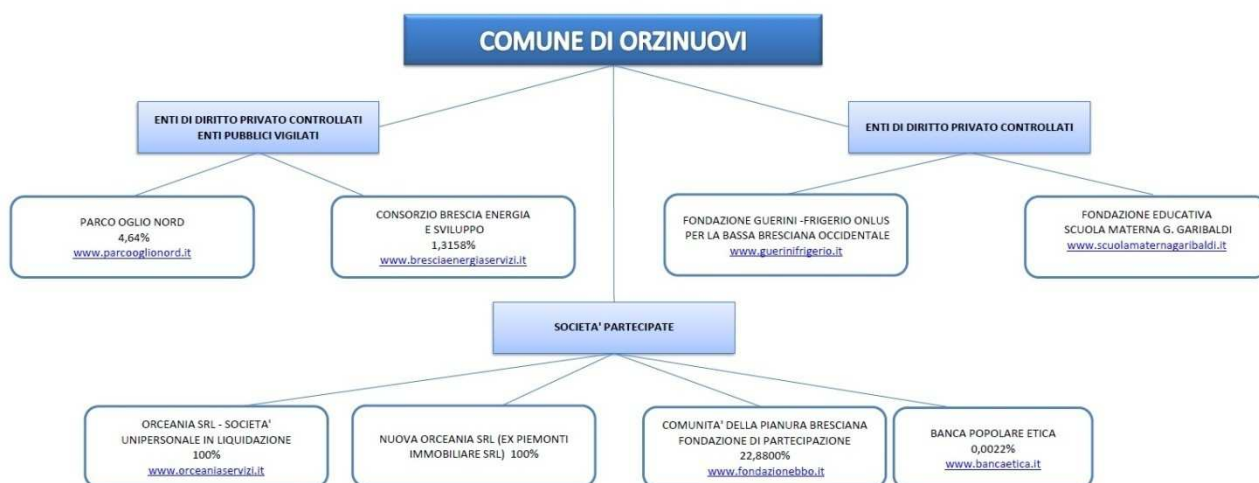 COMUNE DI ORZINUOVI
ENTI DI DIRITTO PRIVATO CONTROLLATI
ENTI PUBBLICI VIGILATI
ENTI DI DIRITTO PRIVATO CONTROLLATI
PARCO OGLIO NORD
4,64%
www.parcooglionord.it
CONSORZIO BRESCIA ENERGIA
E SVILUPPO
1,3158%
www.bresciaenergiaservizi.it
FONDAZIONE GUERINI -FRIGERIO ONLUS
PER LA BASSA BRESCIANA OCCIDENTALE
www.guerinifrigerio.it
FONDAZIONE EDUCATIVA
SCUOLA MATERNA G. GARIBALDI
www.scuolamaternagaribaldi.it
SOCIETA' PARTECIPATE
ORCEANIA SRL - SOCIETA'
UNIPERSONALE IN LIQUIDAZIONE
100%
www.orceaniaservizi.it
NUOVA ORCEANIA SRL (EX PIEMONTI
IMMOBILIARE SRL) 100%
COMUNITA' DELLA PIANURA BRESCIANA
FONDAZIONE DI PARTECIPAZIONE
22,8800%
www.fondazionebbo.it
BANCA POPOLARE ETICA
0,0022%
www.bancaetica.it